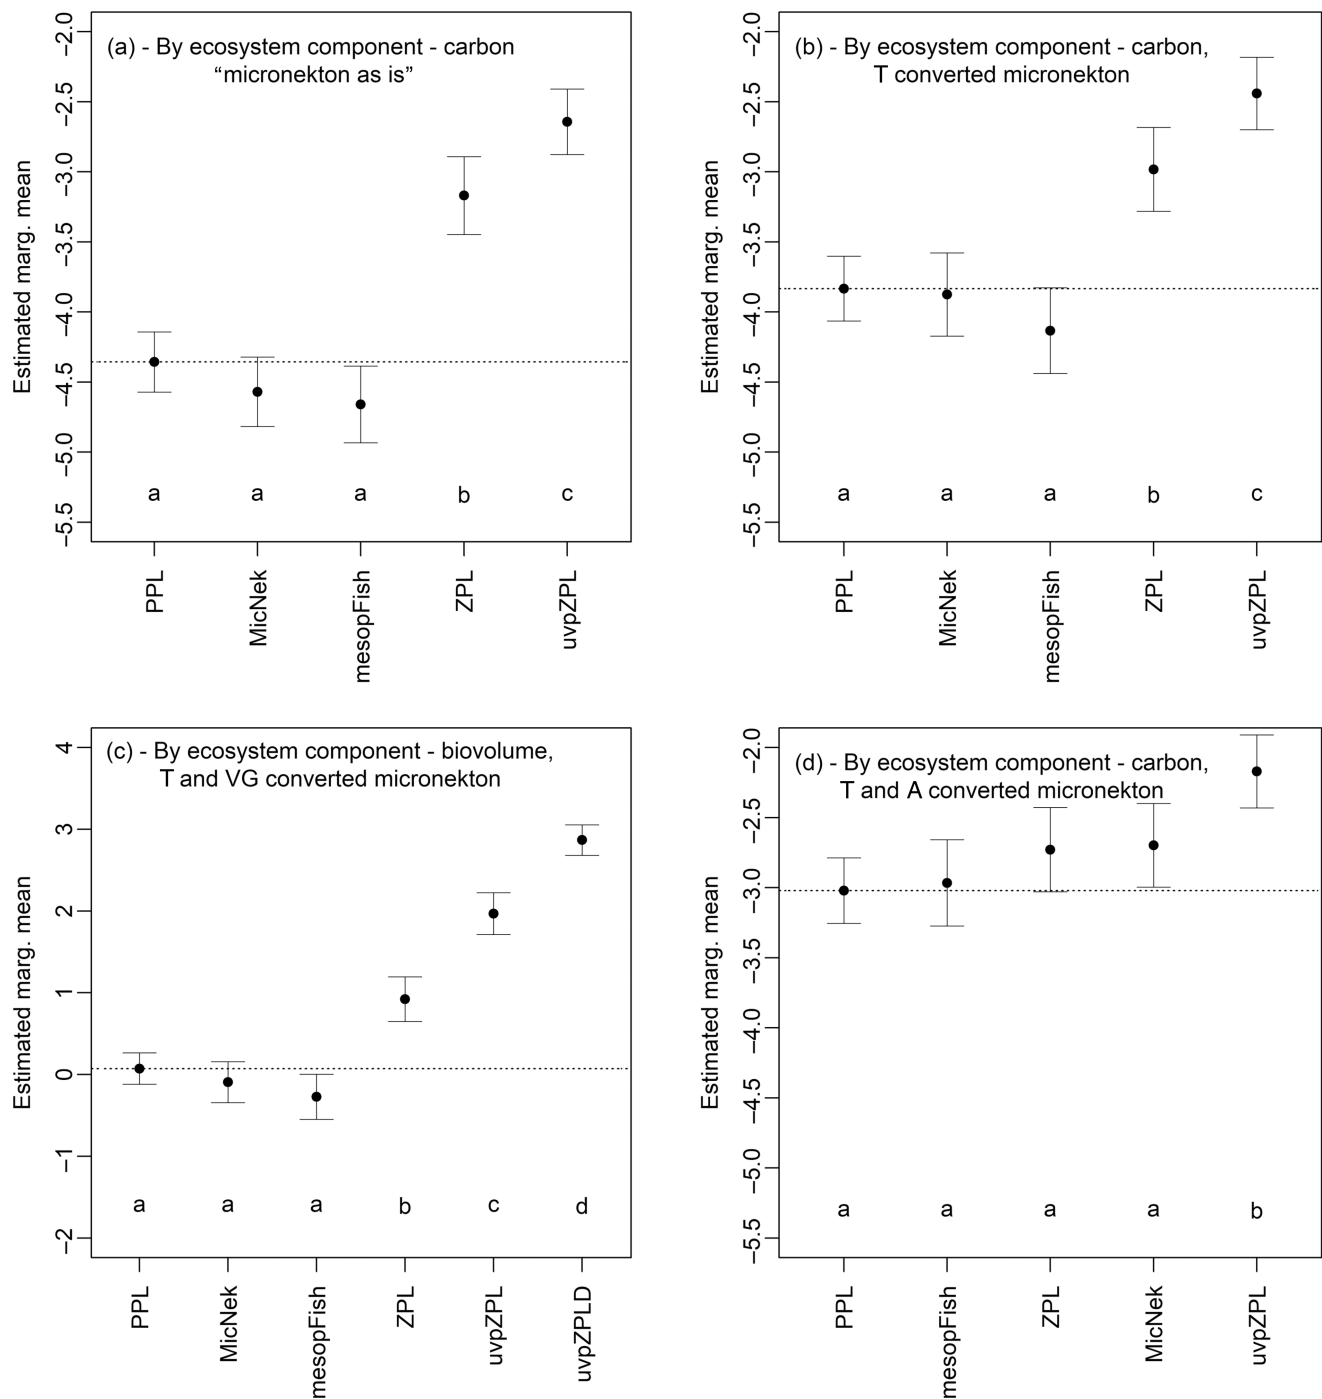 (a) - By ecosystem component - carbon
“micronekton as is”
Estimated marg. mean
−2.0
−2.5
−3.0
−3.5
−4.0
−4.5
−5.0
−5.5
a a a b c
PPL
MicNek
mesopFish
ZPL
uvpZPL
(b) - By ecosystem component - carbon,
T converted micronekton
Estimated marg. mean
−2.0
−2.5
−3.0
−3.5
−4.0
−4.5
−5.0
−5.5
a a a b c
PPL
MicNek
mesopFish
ZPL
uvpZPL
(c) - By ecosystem component - biovolume,
T and VG converted micronekton
Estimated marg. mean
4
3
2
1
0
−1
−2
a a a b c d
PPL
MicNek
mesopFish
ZPL
uvpZPL
uvpZPLD
(d) - By ecosystem component - carbon,
T and A converted micronekton
Estimated marg. mean
−2.0
−2.5
−3.0
−3.5
−4.0
−4.5
−5.0
−5.5
a a a a b
PPL
mesopFish
ZPL
MicNek
uvpZPL